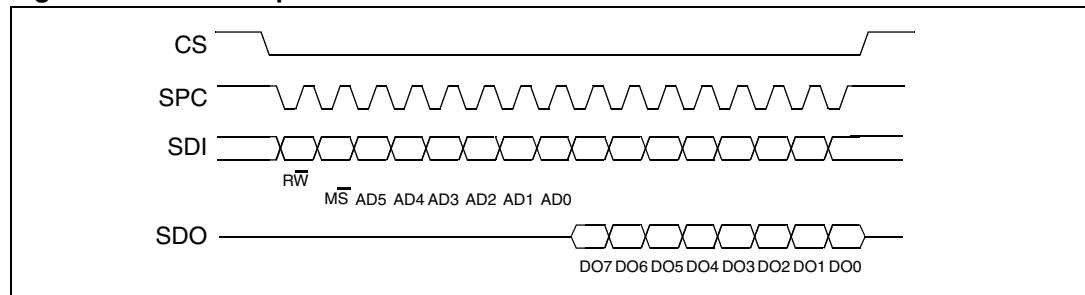 CS
SPC
SDI
RW
MS AD5 AD4 AD3 AD2 AD1 AD0
SDO
DO7 DO6 DO5 DO4 DO3 DO2 DO1 DO0